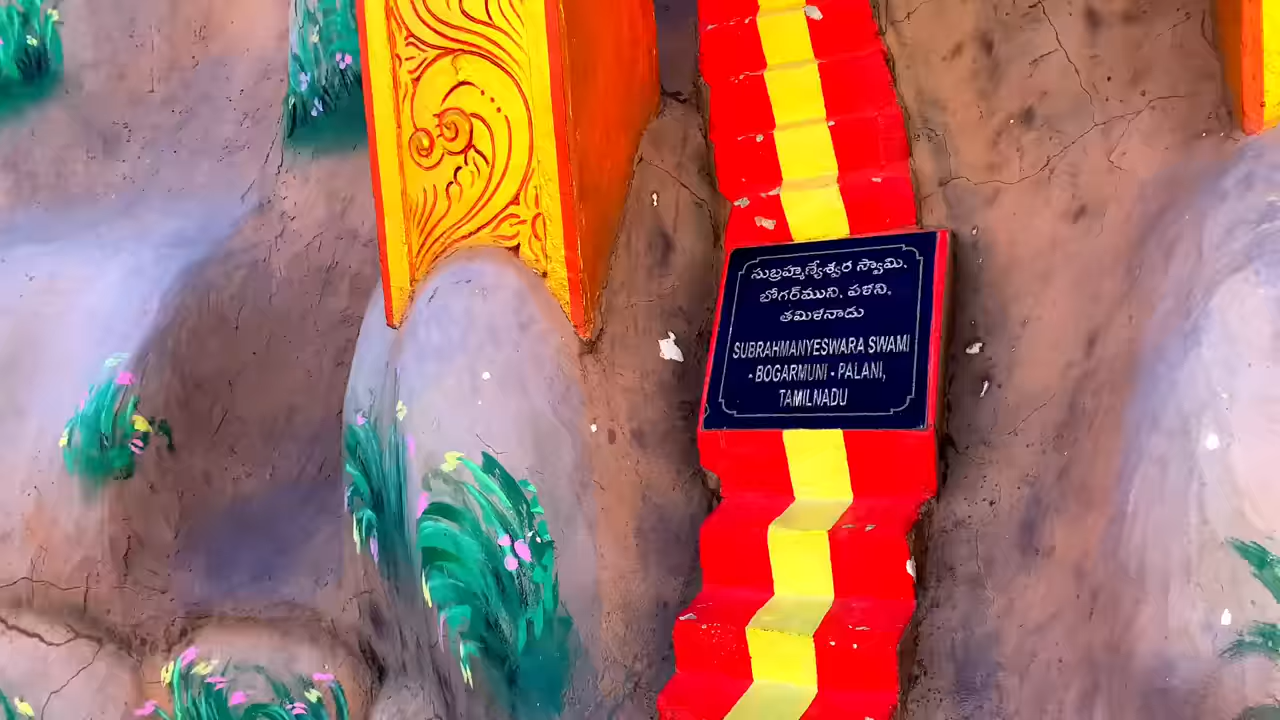 సుబ్రహ్మణ్యేశ్వర స్వామి.
బోగర్‌ముని. పళని.
తమిళనాడు
SUBRAHMANYESWARA SWAMI
- BOGARMUNI - PALANI,
TAMILNADU